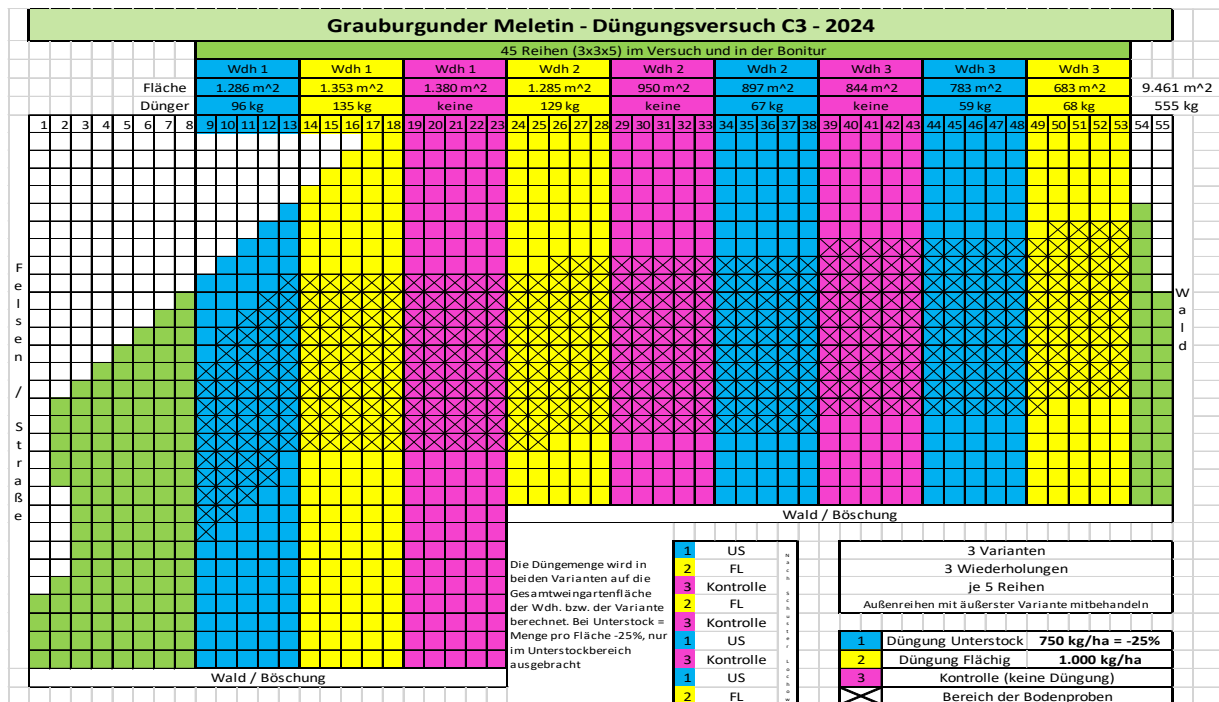 Grauburgunder Meletin - Düngungsversuch C3 - 2024
45 Reihen (3x3x5) im Versuch und in der Bonitur
Wdh 1 Wdh 1 Wdh 1 Wdh 2 Wdh 2 Wdh 2 Wdh 3 Wdh 3 Wdh 3
Fläche 1.286 m^2 1.353 m^2 1.380 m^2 1.285 m^2 950 m^2 897 m^2 844 m^2 783 m^2 683 m^2 9.461 m^2
Dünger 96 kg 135 kg keine 129 kg keine 67 kg keine 59 kg 68 kg 555 kg
1 2 3 4 5 6 7 8 9 10 11 12 13 14 15 16 17 18 19 20 21 22 23 24 25 26 27 28 29 30 31 32 33 34 35 36 37 38 39 40 41 42 43 44 45 46 47 48 49 50 51 52 53 54 55
Felsen / Straße
Wald
Wald / Böschung
Wald / Böschung
Die Düngemenge wird in
beiden Varianten auf die
Gesamtweingartenfläche
der Wdh. bzw. der Variante
berechnet. Bei Unterstock =
Menge pro Fläche -25%, nur
im Unterstockbereich
ausgebracht
1 US
2 FL
3 Kontrolle
2 FL
3 Kontrolle
1 US
3 Kontrolle
1 US
2 FL
3 Varianten
3 Wiederholungen
je 5 Reihen
Außenreihen mit äußerster Variante mitbehandeln
1 Düngung Unterstock 750 kg/ha = -25%
2 Düngung Flächig 1.000 kg/ha
3 Kontrolle (keine Düngung)
Bereich der Bodenproben